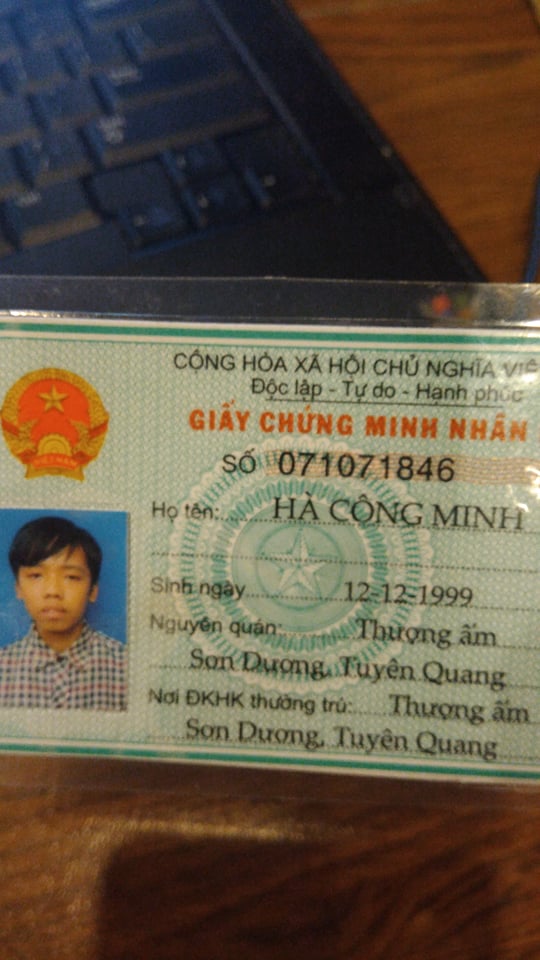 CỘNG HÒA XÃ HỘI CHỦ NGHĨA VIỆ
Độc lập - Tự do - Hạnh phúc
GIẤY CHỨNG MINH NHÂN
SỐ 071071846
Họ tên: HÀ CÔNG MINH
Sinh ngày 12-12-1999
Nguyên quán: Thượng ấm
Sơn Dương, Tuyên Quang
Nơi ĐKHK thường trú: Thượng ấm
Sơn Dương, Tuyên Quang